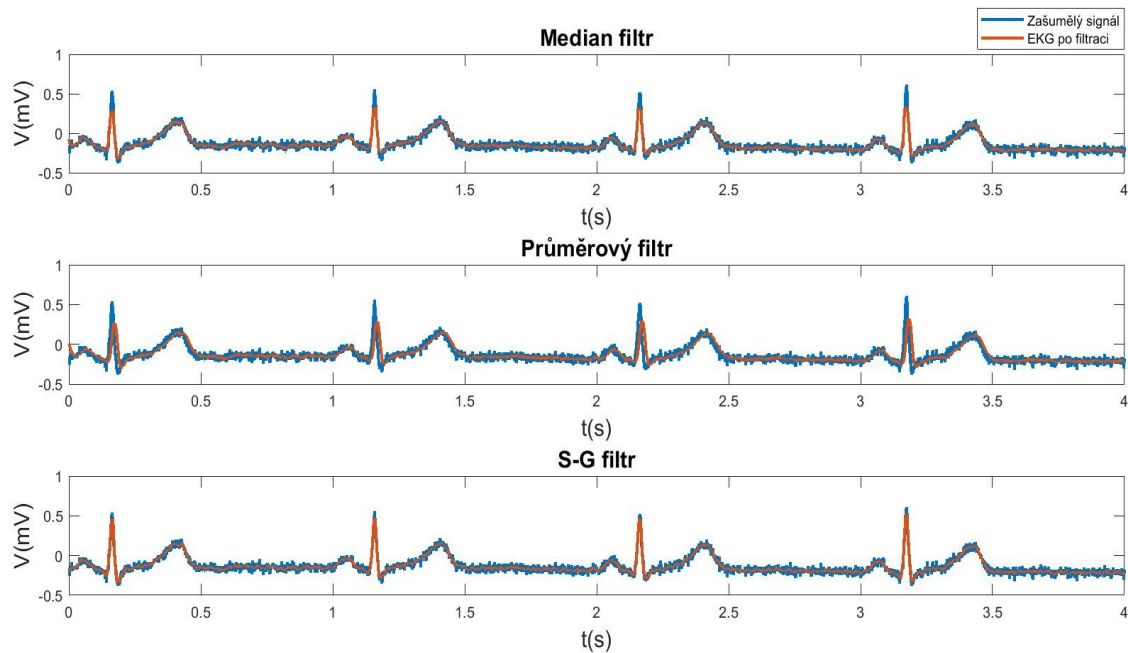 Zašumělý signál
EKG po filtraci
Median filtr
V(mV)
1
0.5
0
-0.5
0 0.5 1 1.5 2 2.5 3 3.5 4
t(s)
Průměrový filtr
V(mV)
1
0.5
0
-0.5
0 0.5 1 1.5 2 2.5 3 3.5 4
t(s)
S-G filtr
V(mV)
1
0.5
0
-0.5
0 0.5 1 1.5 2 2.5 3 3.5 4
t(s)